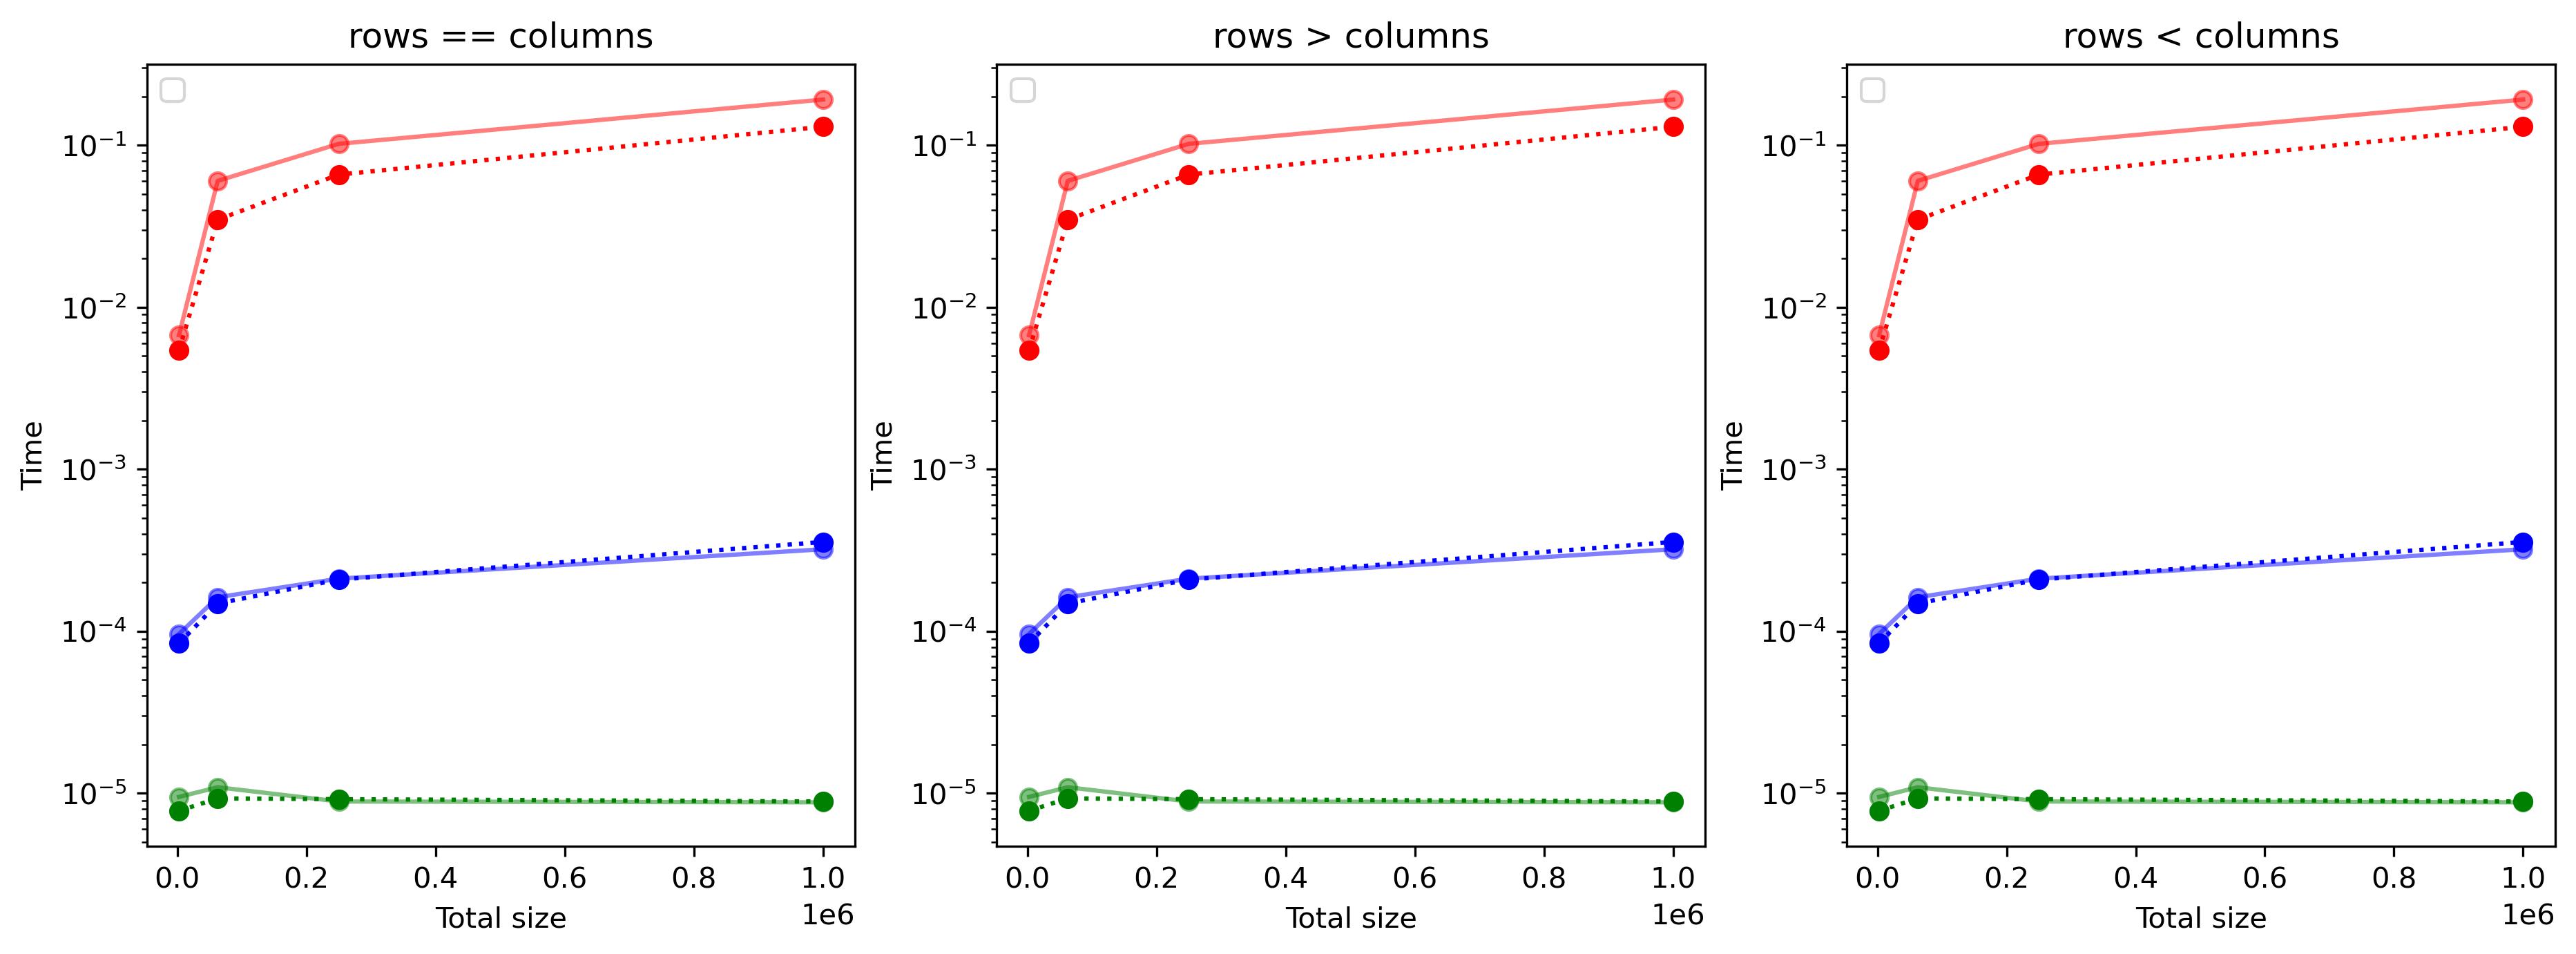 rows == columns
rows > columns
rows < columns
Time
10⁻¹
10⁻²
10⁻³
10⁻⁴
10⁻⁵
0.0 0.2 0.4 0.6 0.8 1.0
1e6
Total size
Time
10⁻¹
10⁻²
10⁻³
10⁻⁴
10⁻⁵
0.0 0.2 0.4 0.6 0.8 1.0
1e6
Total size
Time
10⁻¹
10⁻²
10⁻³
10⁻⁴
10⁻⁵
0.0 0.2 0.4 0.6 0.8 1.0
1e6
Total size